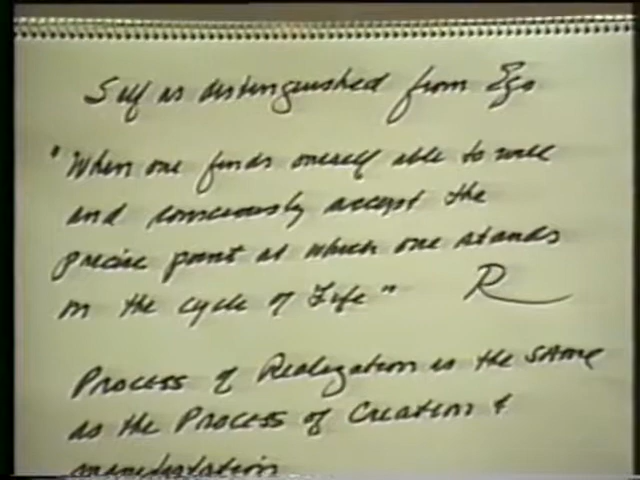 Self as distinguished from Ego
"When one finds oneself able to will
and consciously accept the
precise point at which one stands
on the cycle of Life" R
Process of Realization is the same
as the Process of Creation &
manifestation